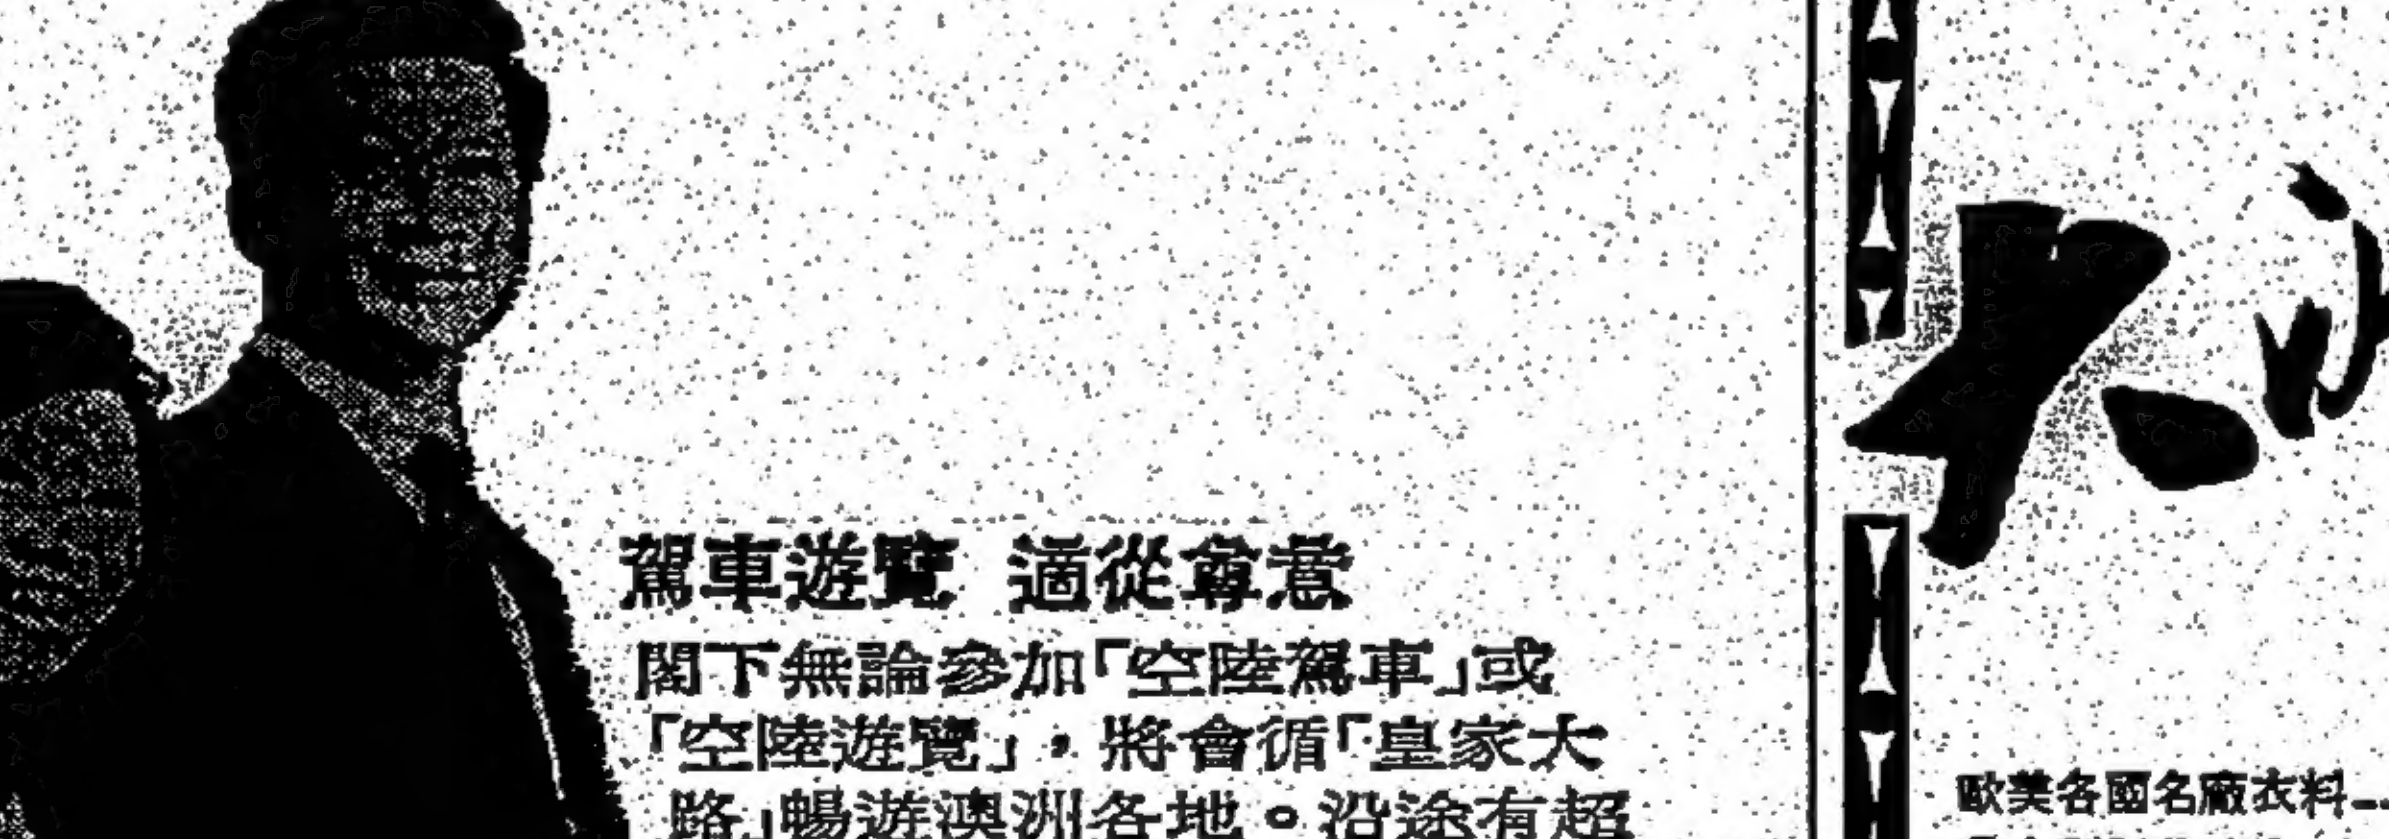 駕車遊覽 適從尊意
閣下無論參加「空陸駕車」或
「空陸遊覽」，將會循「皇家大
路」暢遊澳洲各地。沿途有超
大
歐美各國名廠衣料